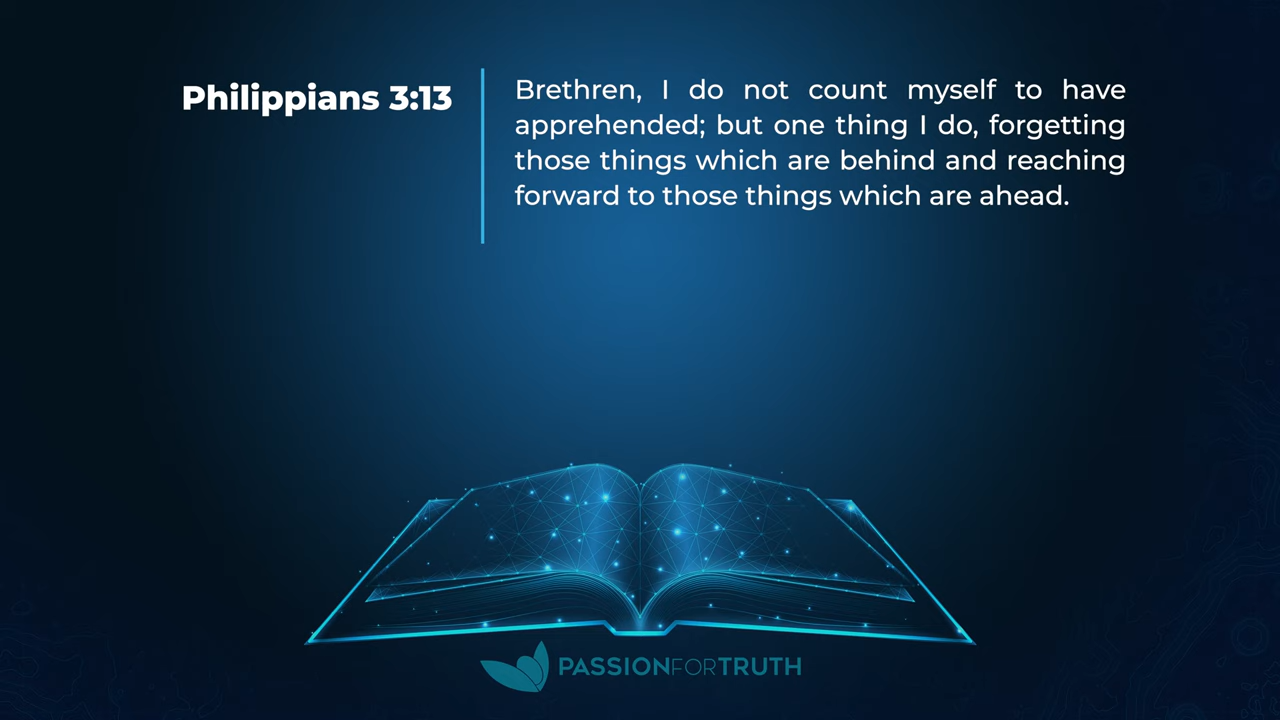 Philippians 3:13
Brethren, I do not count myself to have
apprehended; but one thing I do, forgetting
those things which are behind and reaching
forward to those things which are ahead.
PASSIONFORTRUTH